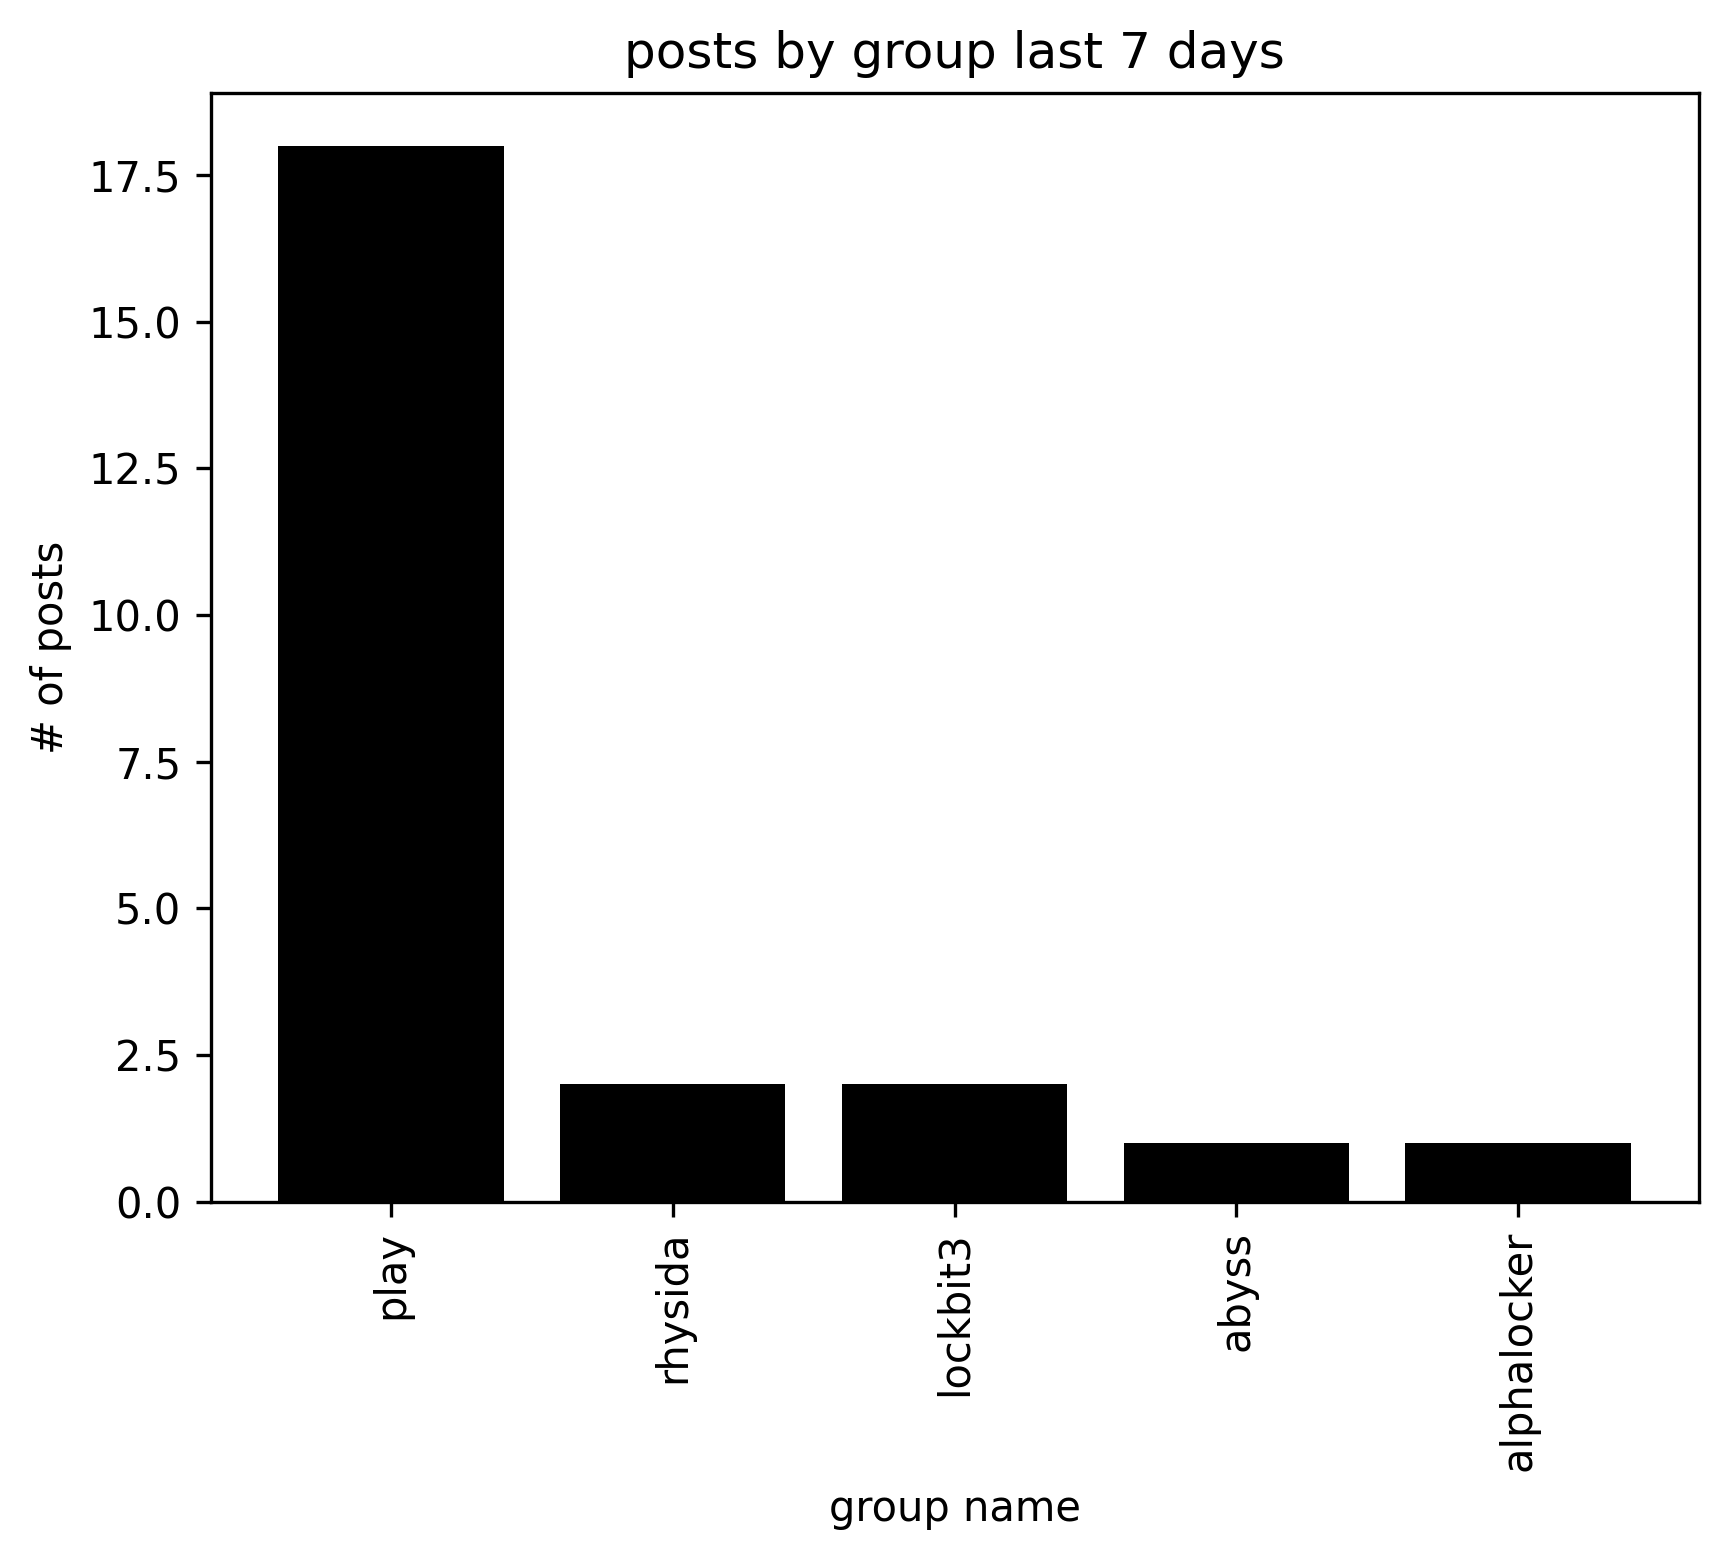 posts by group last 7 days
# of posts
17.5
15.0
12.5
10.0
7.5
5.0
2.5
0.0
play
rhysida
lockbit3
abyss
alphalocker
group name